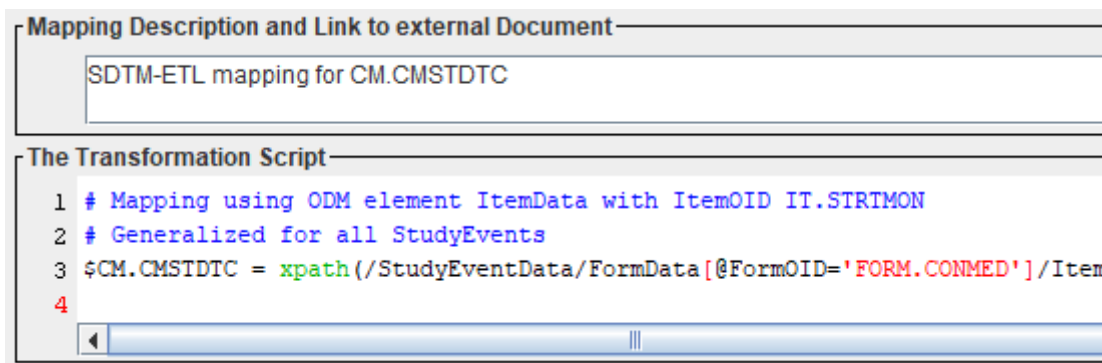 Mapping Description and Link to external Document
SDTM-ETL mapping for CM.CMSTDTC
The Transformation Script
1 # Mapping using ODM element ItemData with ItemOID IT.STRTMON
2 # Generalized for all StudyEvents
3 $CM.CMSTDTC = xpath(/StudyEventData/FormData[@FormOID='FORM.CONMED']/Item
4